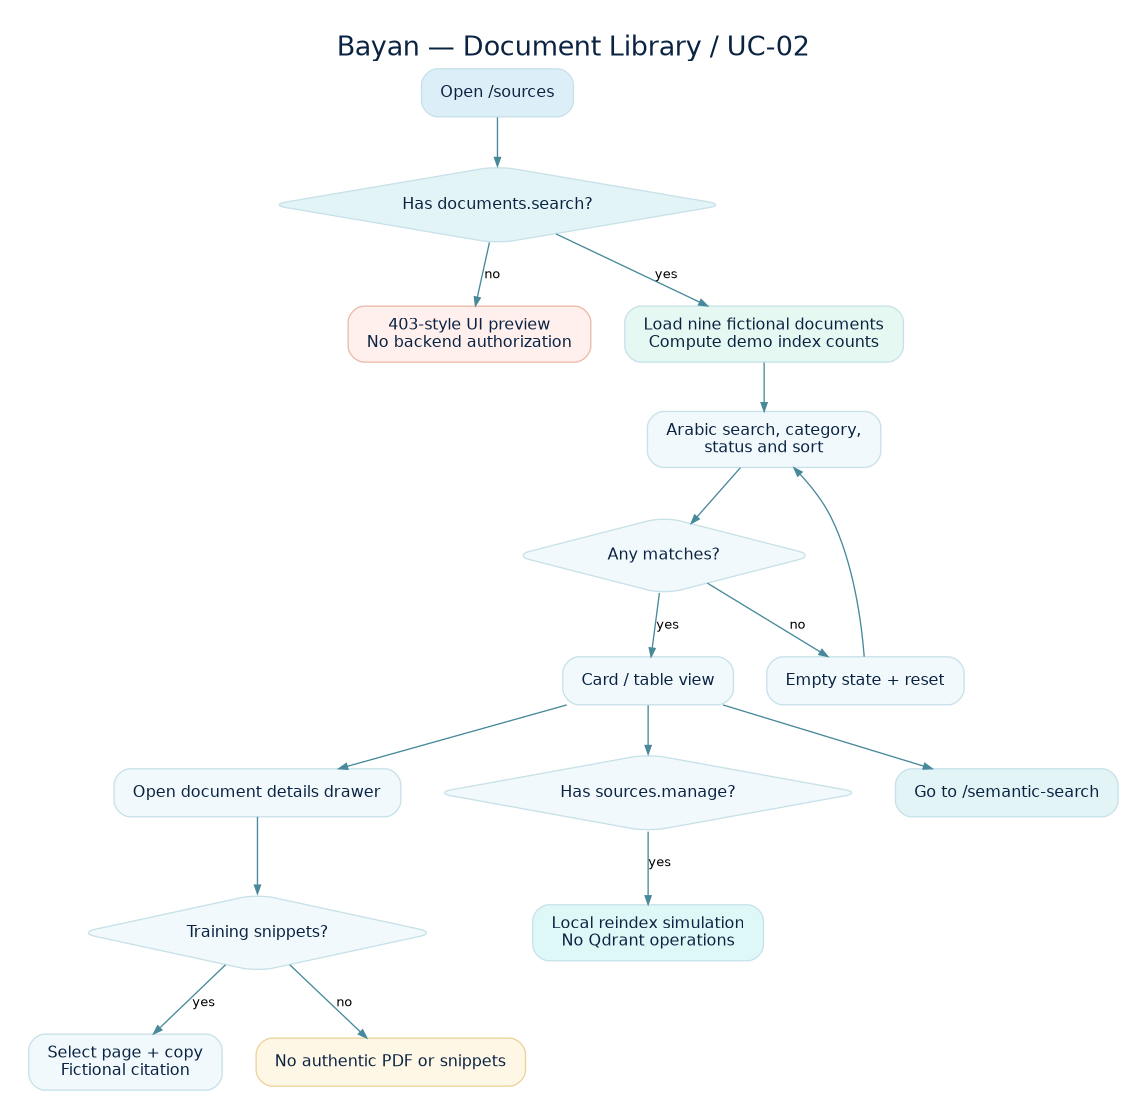 Bayan — Document Library / UC-02
Open /sources
Has documents.search?
no
yes
403-style UI preview
No backend authorization
Load nine fictional documents
Compute demo index counts
Arabic search, category,
status and sort
Any matches?
yes
no
Card / table view
Empty state + reset
Open document details drawer
Has sources.manage?
Go to /semantic-search
yes
Training snippets?
Local reindex simulation
No Qdrant operations
yes
no
Select page + copy
Fictional citation
No authentic PDF or snippets